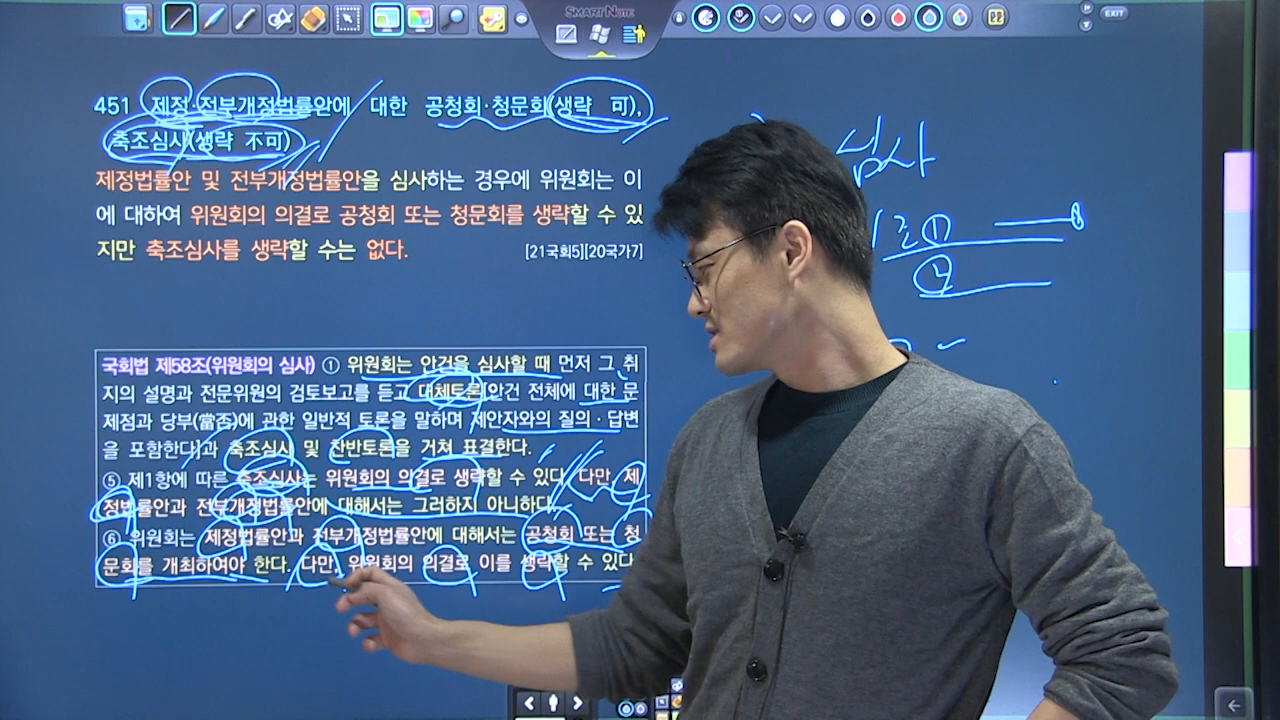 SMART NOTE
EXIT
451 제정·전부개정법률안에 대한 공청회·청문회(생략 可),
축조심사(생략 不可)
제정법률안 및 전부개정법률안을 심사하는 경우에 위원회는 이
에 대하여 위원회의 의결로 공청회 또는 청문회를 생략할 수 있
지만 축조심사를 생략할 수는 없다.
[21국회5][20국가7]
심사
국회법 제58조(위원회의 심사) ① 위원회는 안건을 심사할 때 먼저 그 취
지의 설명과 전문위원의 검토보고를 듣고 대체토론[안건 전체에 대한 문
제점과 당부(當否)에 관한 일반적 토론을 말하며 제안자와의 질의·답변
을 포함한다]과 축조심사 및 찬반토론을 거쳐 표결한다.
⑤ 제1항에 따른 축조심사는 위원회의 의결로 생략할 수 있다. 다만, 제
정법률안과 전부개정법률안에 대해서는 그러하지 아니하다.
⑥ 위원회는 제정법률안과 전부개정법률안에 대해서는 공청회 또는 청
문회를 개최하여야 한다. 다만, 위원회의 의결로 이를 생략할 수 있다